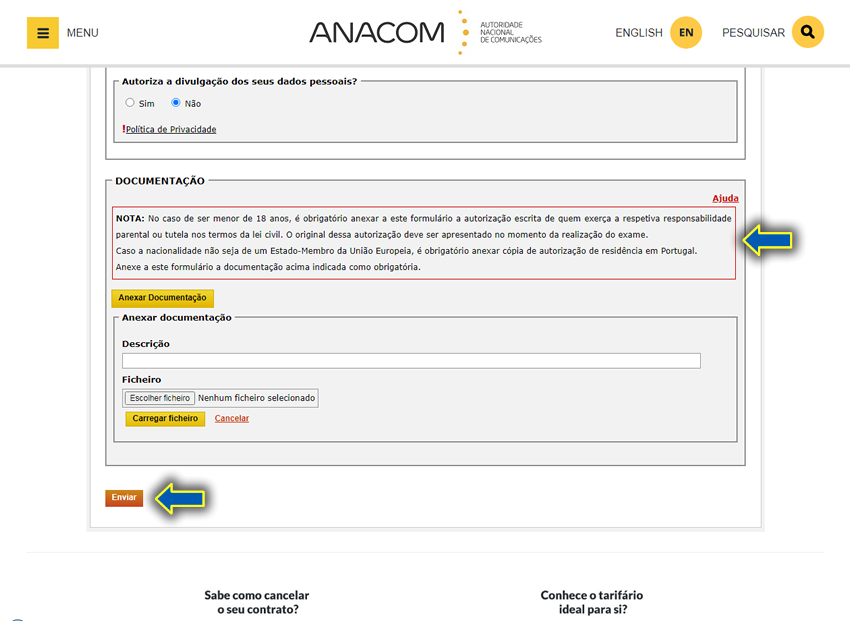 MENU
ANACOM
AUTORIDADE
NACIONAL
DE COMUNICAÇÕES
ENGLISH
EN
PESQUISAR
Autoriza a divulgação dos seus dados pessoais?
Sim Não
!Política de Privacidade
DOCUMENTAÇÃO
Ajuda
NOTA: No caso de ser menor de 18 anos, é obrigatório anexar a este formulário a autorização escrita de quem exerça a respetiva responsabilidade
parental ou tutela nos termos da lei civil. O original dessa autorização deve ser apresentado no momento da realização do exame.
Caso a nacionalidade não seja de um Estado-Membro da União Europeia, é obrigatório anexar cópia de autorização de residência em Portugal.
Anexe a este formulário a documentação acima indicada como obrigatória.
Anexar Documentação
Anexar documentação
Descrição
Ficheiro
Escolher ficheiro Nenhum ficheiro selecionado
Carregar ficheiro Cancelar
Enviar
Sabe como cancelar
o seu contrato?
Conhece o tarifário
ideal para si?